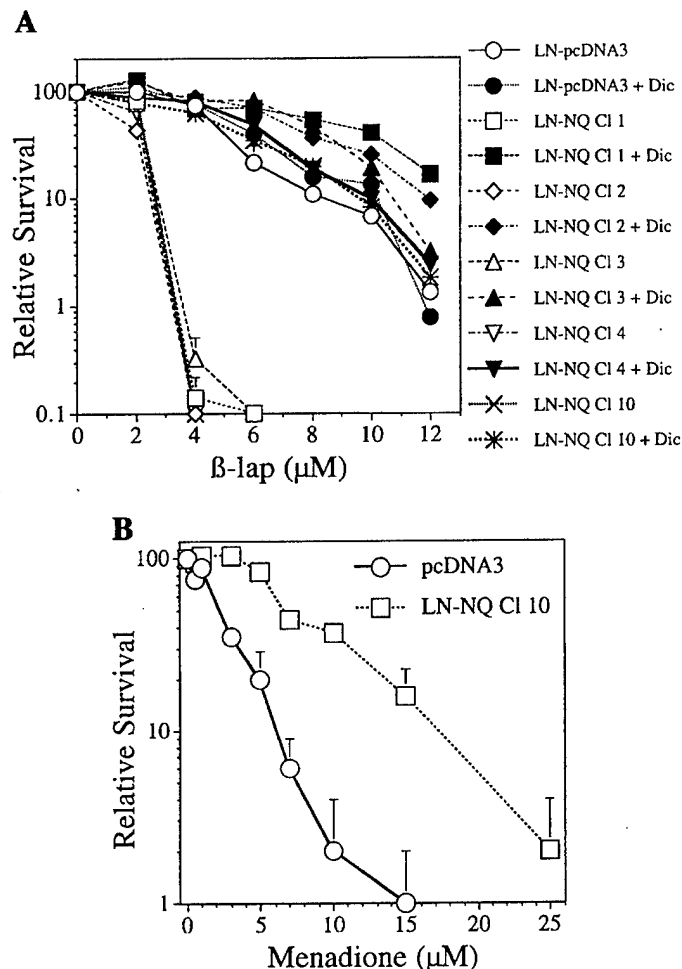 A
Relative Survival
100
10
1
0.1
0 2 4 6 8 10 12
ß-lap (µM)
LN-pcDNA3
LN-pcDNA3 + Dic
LN-NQ Cl 1
LN-NQ Cl 1 + Dic
LN-NQ Cl 2
LN-NQ Cl 2 + Dic
LN-NQ Cl 3
LN-NQ Cl 3 + Dic
LN-NQ Cl 4
LN-NQ Cl 4 + Dic
LN-NQ Cl 10
LN-NQ Cl 10 + Dic
B
Relative Survival
100
10
1
pcDNA3
LN-NQ Cl 10
0 5 10 15 20 25
Menadione (µM)